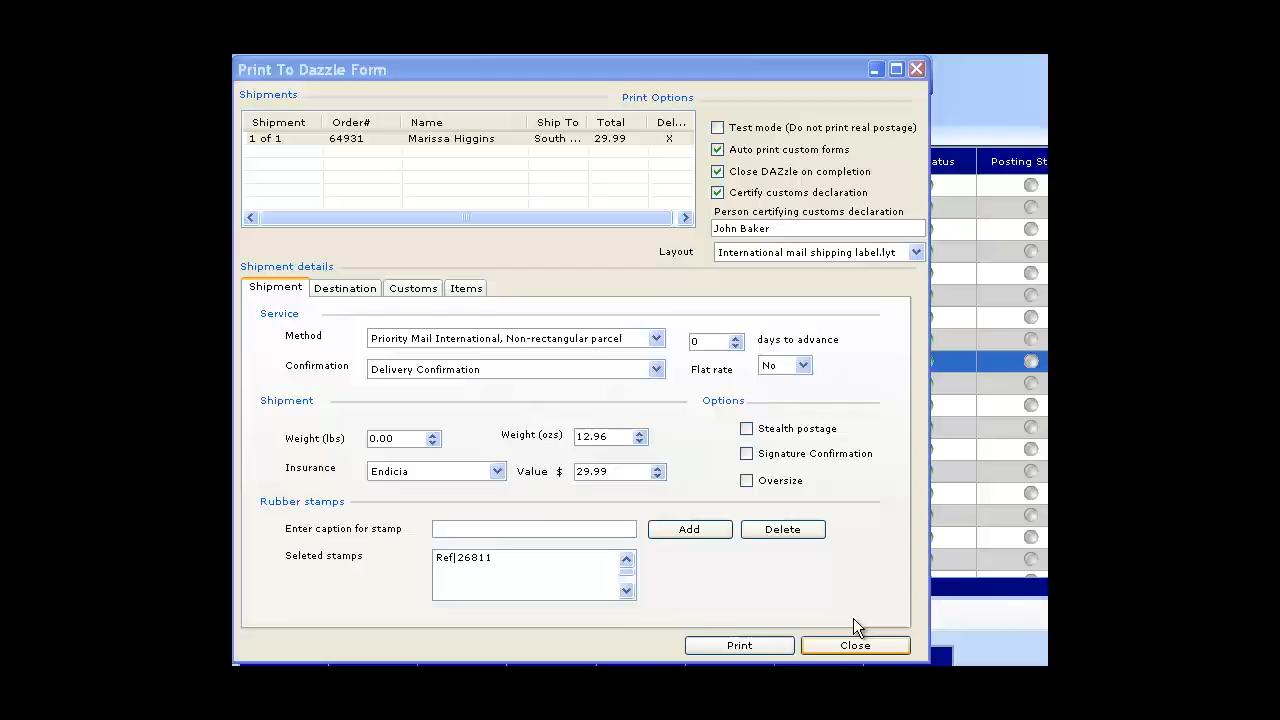 Print To Dazzle Form
Shipments
Print Options
Shipment Order# Name Ship To Total Del...
1 of 1 64931 Marissa Higgins South ... 29.99 X
Test mode (Do not print real postage)
Auto print custom forms
Close DAZzle on completion
Certify customs declaration
Person certifying customs declaration
John Baker
Layout International mail shipping label.lyt
Shipment details
Shipment Destination Customs Items
Service
Method Priority Mail International, Non-rectangular parcel 0 days to advance
Confirmation Delivery Confirmation Flat rate No
Shipment Options
Weight (lbs) 0.00 Weight (ozs) 12.96 Stealth postage
Signature Confirmation
Insurance Endicia Value $ 29.99
Oversize
Rubber stamps
Enter caption for stamp Add Delete
Seleted stamps Ref|26811
Print Close
atus Posting St